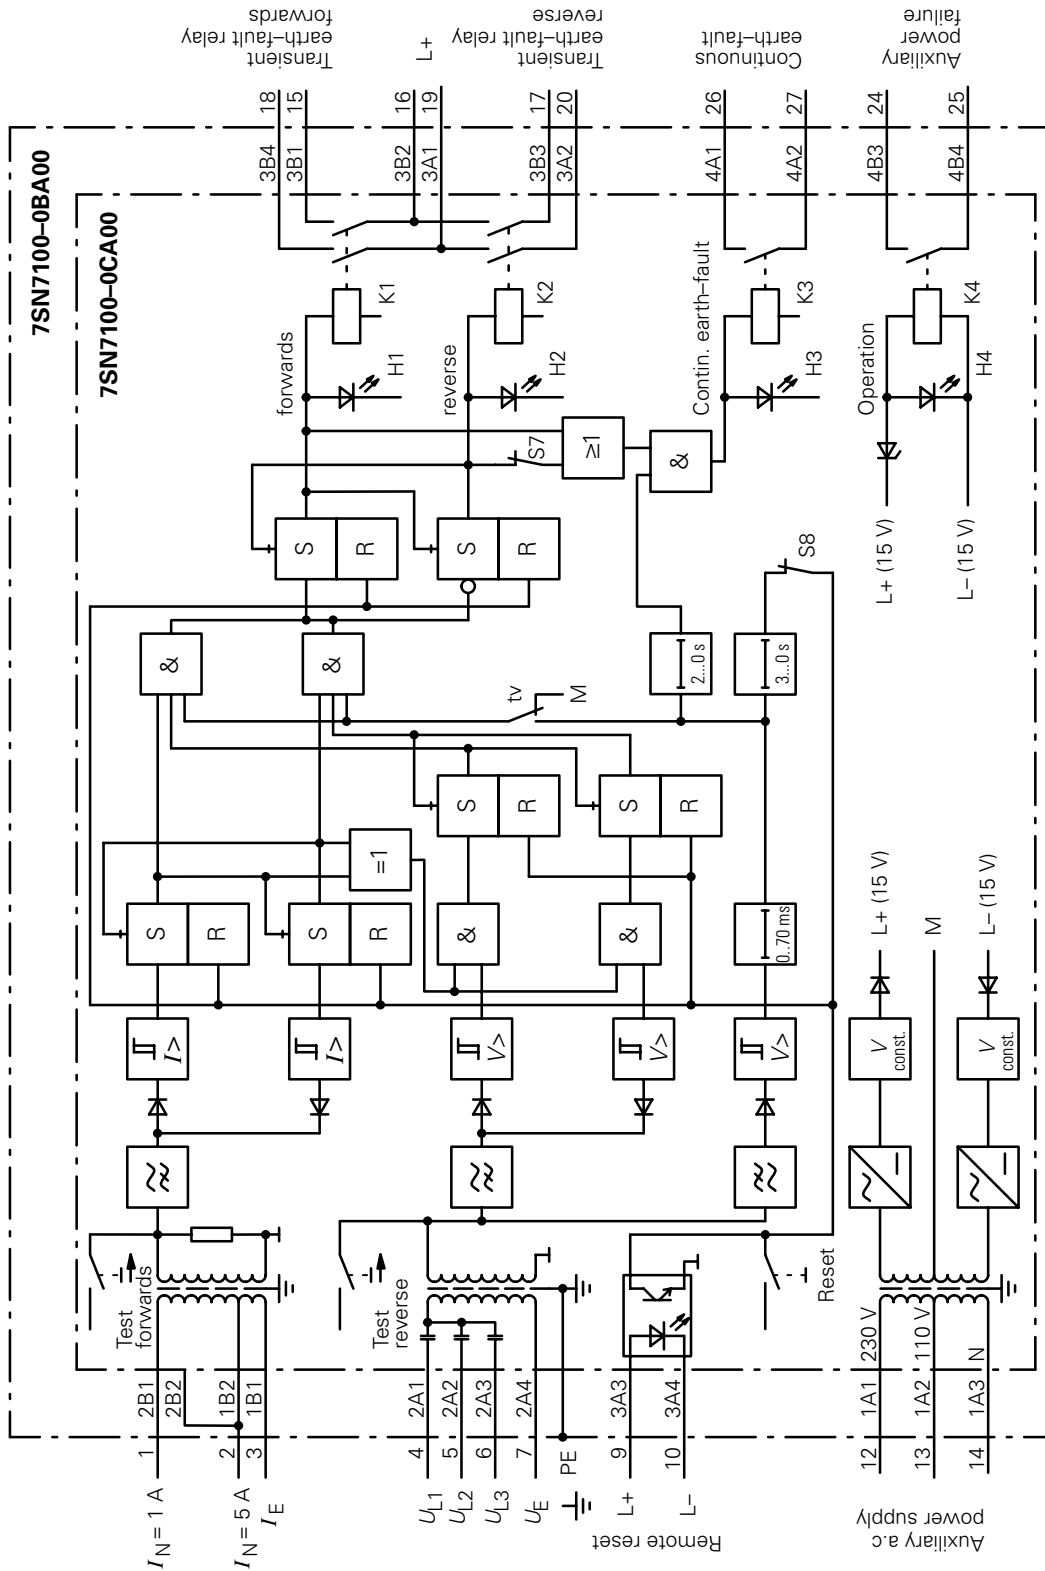 7SN7100–0BA00
7SN7100–0CA00
I_N = 1 A
I_N = 5 A
I_E
1
2
3
2B1
2B2
1B2
1B1
Test
forwards
I>
I>
S
R
S
R
=1
&
&
S
R
S
R
forwards
reverse
H1
H2
K1
K2
3B4
3B1
3B2
3A1
3B3
3A2
18
15
16
19
17
20
Transient
earth–fault relay
forwards
L+
Transient
earth–fault relay
reverse
U_L1
U_L2
U_L3
U_E
4
5
6
7
PE
2A1
2A2
2A3
2A4
Test
reverse
V>
V>
V>
&
&
0..70 ms
S
R
S
R
tv
M
2...0 s
3...0 s
S7
≥1
&
S8
Contin. earth–fault
H3
K3
4A1
4A2
26
27
Continuous
earth–fault
Remote reset
L+
L–
9
10
3A3
3A4
Reset
Auxiliary a.c
power supply
12
13
14
1A1
1A2
1A3
230 V
110 V
N
V
const.
V
const.
L+ (15 V)
M
L– (15 V)
L+ (15 V)
L– (15 V)
Operation
H4
K4
4B3
4B4
24
25
Auxiliary
power
failure